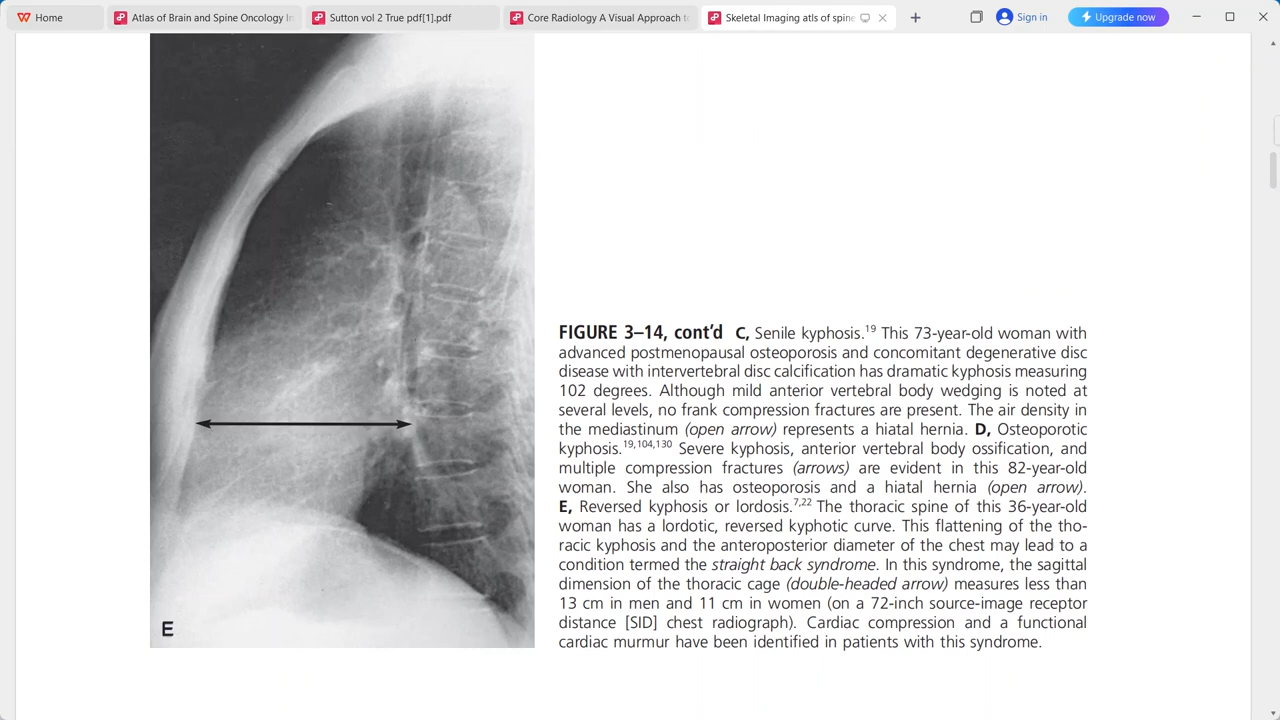 Home
Atlas of Brain and Spine Oncology
Sutton vol 2 True pdf[1].pdf
Core Radiology A Visual Approach
Skeletal Imaging atls of spine
Sign in
Upgrade now
FIGURE 3–14, cont'd C, Senile kyphosis.19 This 73-year-old woman with
advanced postmenopausal osteoporosis and concomitant degenerative disc
disease with intervertebral disc calcification has dramatic kyphosis measuring
102 degrees. Although mild anterior vertebral body wedging is noted at
several levels, no frank compression fractures are present. The air density in
the mediastinum (open arrow) represents a hiatal hernia. D, Osteoporotic
kyphosis.19,104,130 Severe kyphosis, anterior vertebral body ossification, and
multiple compression fractures (arrows) are evident in this 82-year-old
woman. She also has osteoporosis and a hiatal hernia (open arrow).
E, Reversed kyphosis or lordosis.7,22 The thoracic spine of this 36-year-old
woman has a lordotic, reversed kyphotic curve. This flattening of the tho-
racic kyphosis and the anteroposterior diameter of the chest may lead to a
condition termed the straight back syndrome. In this syndrome, the sagittal
dimension of the thoracic cage (double-headed arrow) measures less than
13 cm in men and 11 cm in women (on a 72-inch source-image receptor
distance [SID] chest radiograph). Cardiac compression and a functional
cardiac murmur have been identified in patients with this syndrome.
E